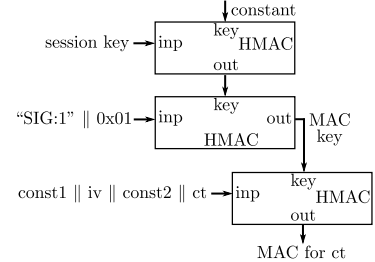 constant
key
session key
inp
HMAC
out
key
“SIG:1” ∥ 0x01
inp
out
MAC
key
HMAC
key
const1 ∥ iv ∥ const2 ∥ ct
inp
HMAC
out
MAC for ct